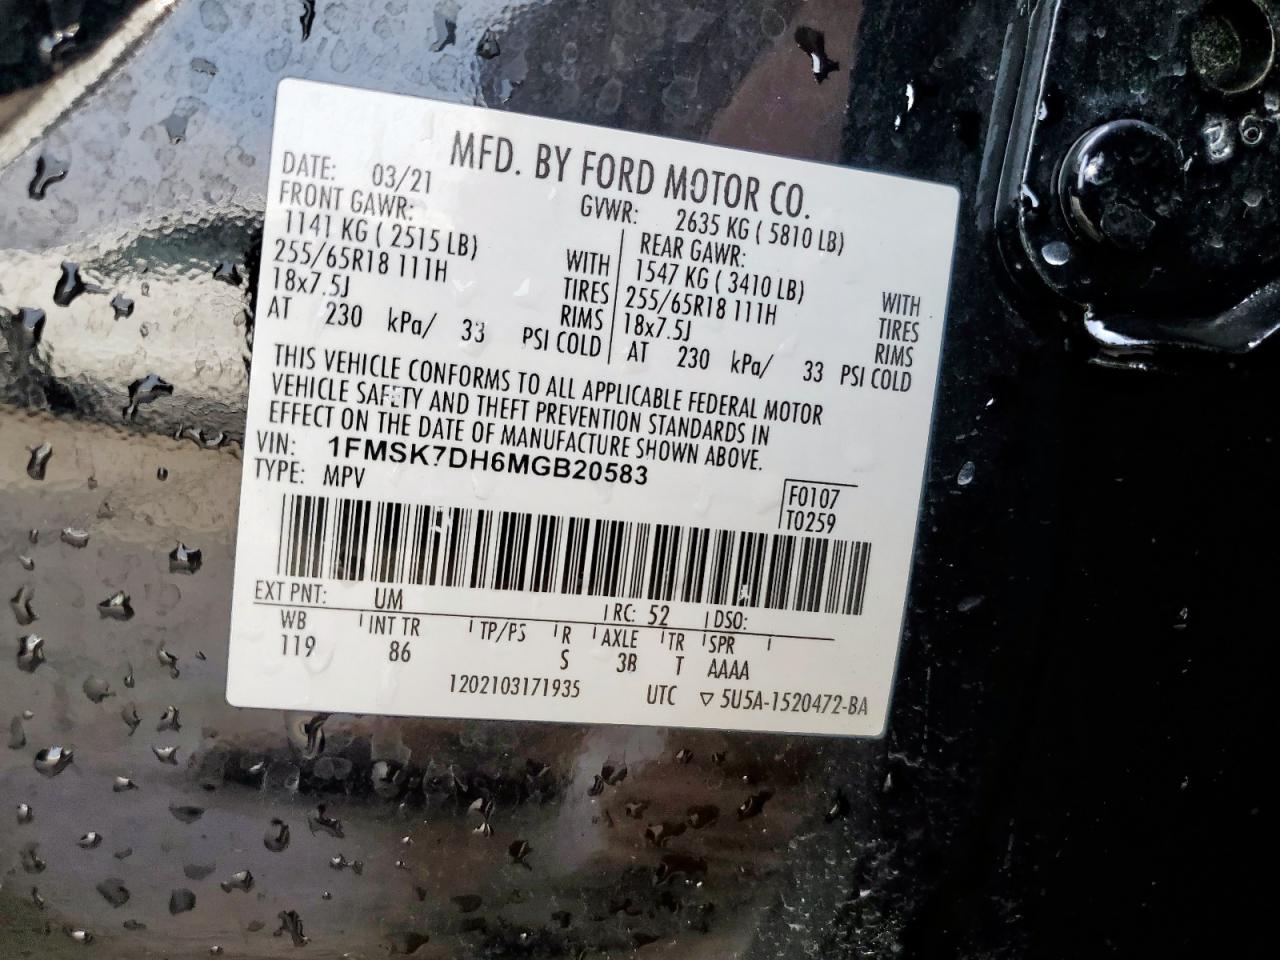 MFD. BY FORD MOTOR CO.
DATE: 03/21 GVWR: 2635 KG ( 5810 LB)
FRONT GAWR: REAR GAWR:
1141 KG ( 2515 LB) WITH 1547 KG ( 3410 LB) WITH
255/65R18 111H TIRES 255/65R18 111H TIRES
18x7.5J RIMS 18x7.5J RIMS
AT 230 kPa/ 33 PSI COLD AT 230 kPa/ 33 PSI COLD
THIS VEHICLE CONFORMS TO ALL APPLICABLE FEDERAL MOTOR
VEHICLE SAFETY AND THEFT PREVENTION STANDARDS IN
EFFECT ON THE DATE OF MANUFACTURE SHOWN ABOVE.
VIN: 1FMSK7DH6MGB20583
TYPE: MPV F0107
T0259
EXT PNT: UM RC: 52 DSO:
WB INT TR TP/PS R AXLE TR SPR
119 86 S 3B T AAAA
1202103171935 UTC ▽ 5U5A-1520472-BA